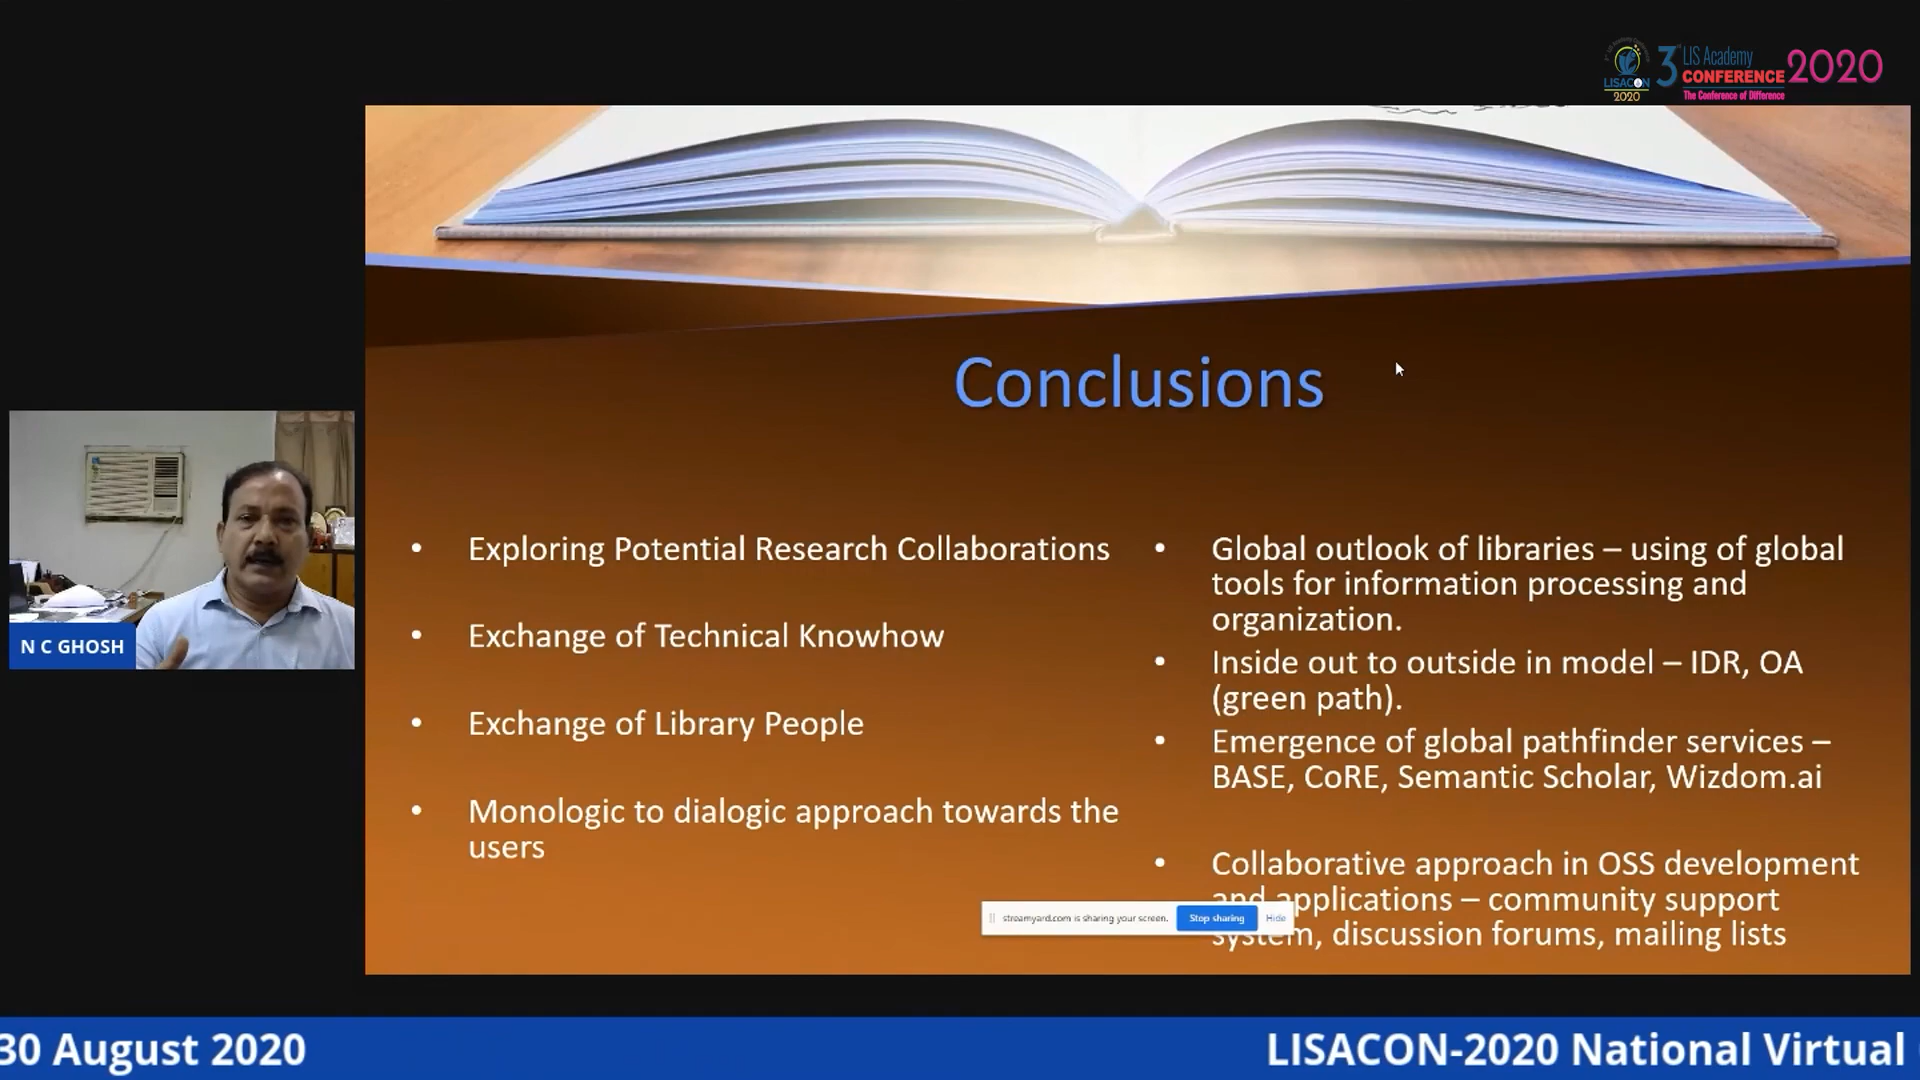 LISACON
2020
3rd LIS Academy
CONFERENCE 2020
The Conference of Difference
Conclusions
• Exploring Potential Research Collaborations
• Exchange of Technical Knowhow
• Exchange of Library People
• Monologic to dialogic approach towards the
users
• Global outlook of libraries – using of global
tools for information processing and
organization.
• Inside out to outside in model – IDR, OA
(green path).
• Emergence of global pathfinder services –
BASE, CoRE, Semantic Scholar, Wizdom.ai
• Collaborative approach in OSS development
and applications – community support
system, discussion forums, mailing lists
streamyard.com is sharing your screen. Stop sharing Hide
N C GHOSH
30 August 2020
LISACON-2020 National Virtual